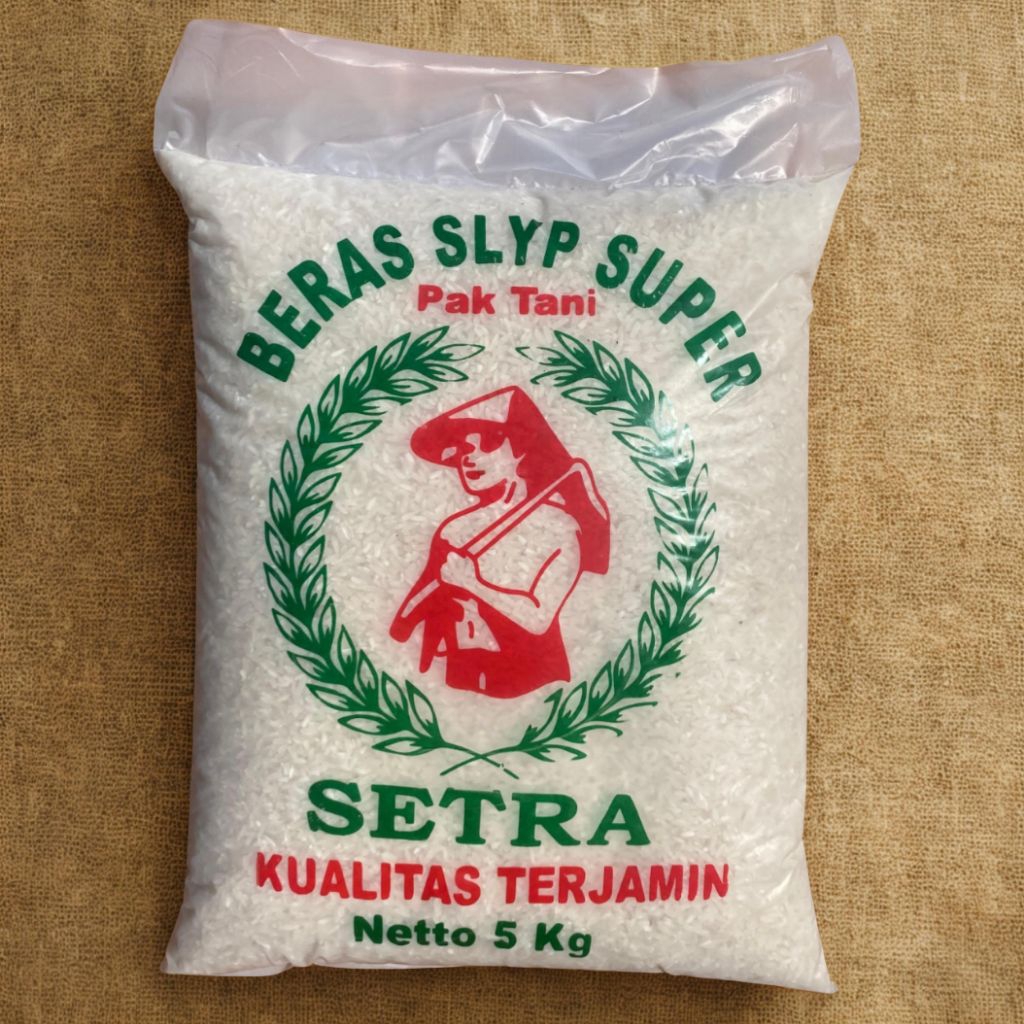 BERAS SLYP SUPER
Pak Tani
SETRA
KUALITAS TERJAMIN
Netto 5 Kg